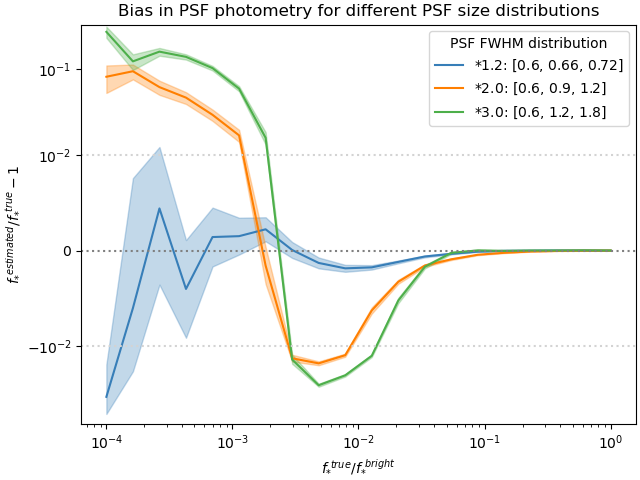 Bias in PSF photometry for different PSF size distributions
PSF FWHM distribution
*1.2: [0.6, 0.66, 0.72]
*2.0: [0.6, 0.9, 1.2]
*3.0: [0.6, 1.2, 1.8]
10⁻¹
10⁻²
0
−10⁻²
f*^estimated/f*^true − 1
10⁻⁴ 10⁻³ 10⁻² 10⁻¹ 10⁰
f*^true/f*^bright